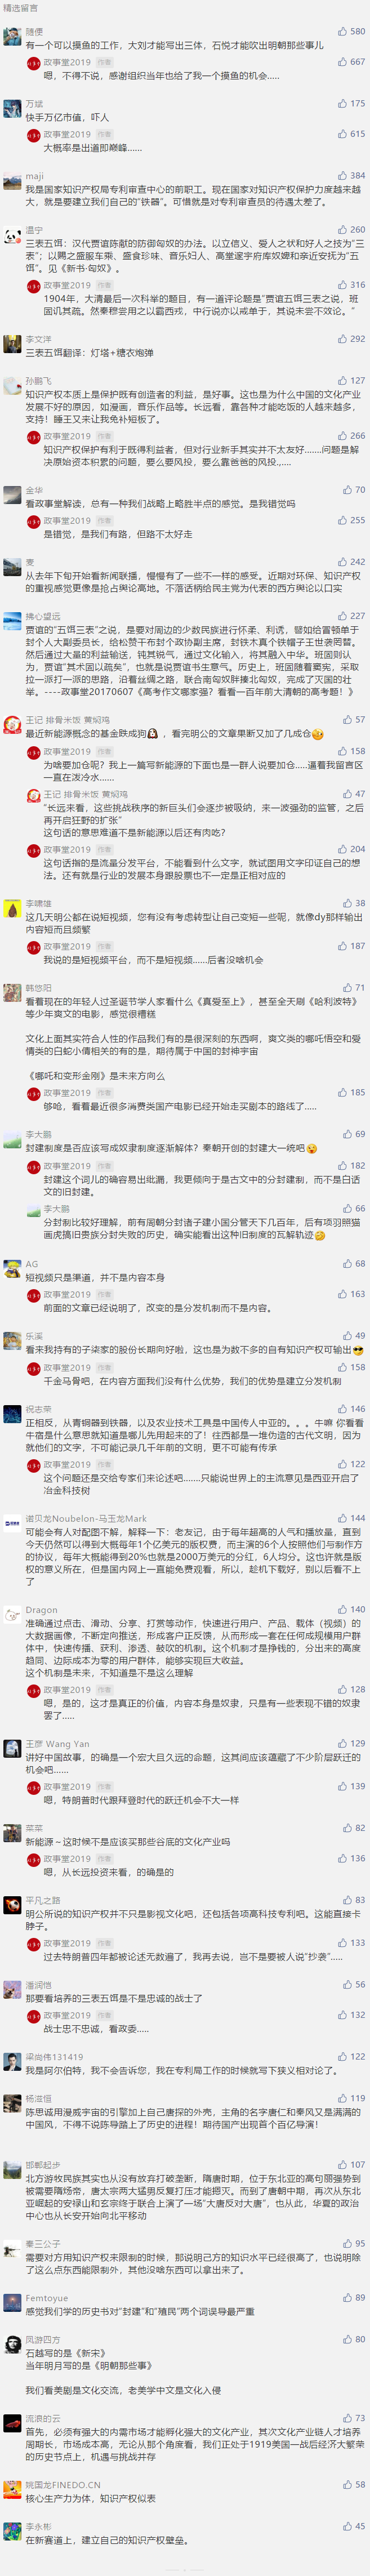 精选留言
随便
580
有一个可以摸鱼的工作，大刘才能写出三体，石悦才能吹出明朝那些事儿
政事堂2019 作者
667
嗯，不得不说，感谢组织当年也给了我一个摸鱼的机会.....
万斌
175
快手万亿市值，吓人
政事堂2019 作者
615
大概率是出道即巅峰......
maji
384
我是国家知识产权局专利审查中心的前职工。现在国家对知识产权保护力度越来越
大，就是要建立我们自己的“铁器”。可惜就是对专利审查员的待遇太差了。
温宁
260
三表五饵：汉代贾谊陈献的防御匈奴的办法。以立信义、爱人之状和好人之技为“三
表”；以赐之盛服车乘、盛食珍味、音乐妇人、高堂邃宇府库奴婢和亲近安抚为“五
饵”。见《新书·匈奴》。
政事堂2019 作者
316
1904年，大清最后一次科举的题目，有一道评论题是“贾谊五饵三表之说，班
固讥其疏。然秦穆尝用之以霸西戎，中行说亦以戒单于，其说未尝不效论。”
李文洋
292
三表五饵翻译：灯塔+糖衣炮弹
孙鹏飞
127
知识产权本质上是保护既有创造者的利益，是好事。这也是为什么中国的文化产业
发展不好的原因，如漫画，音乐作品等。长远看，靠各种才能吃饭的人越来越多，
支持！睡王又来让我免补短板了。
政事堂2019 作者
266
知识产权保护有利于既得利益者，但对行业新手其实并不太友好.......问题是解
决原始资本积累的问题，要么要风投，要么靠爸爸的风投.,....
金华
70
看政事堂解读，总有一种我们战略上略胜半点的感觉。是我错觉吗
政事堂2019 作者
255
是错觉，是我们有路，但路不太好走
麦
242
从去年下旬开始看新闻联播，慢慢有了一些不一样的感受。近期对环保、知识产权
的重视感觉更像是抢占舆论高地。不落话柄给民主党为代表的西方舆论以口实
拂心望远
227
贾谊的“五饵三表”之说，是要对周边的少数民族进行怀柔、利诱，譬如给冒顿单于
封个人大副委员长，给松赞干布封个政协副主席，封铁木真个铁帽子王世袭罔替。
然后通过大量的利益输送，钝其锐气，通过文化输入，将其融入中华。班固则认
为，贾谊“其术固以疏矣”，也就是说贾谊书生意气。历史上，班固随着窦宪，采取
拉一派打一派的思路，沿着丝绸之路，联合南匈奴胖揍北匈奴，完成了灭国的壮
举。----政事堂20170607《高考作文哪家强？看看一百年前大清朝的高考题！》
王记 排骨米饭 黄焖鸡
57
最近新能源概念的基金跌成狗，看完明公的文章果断又加了几成仓
政事堂2019 作者
158
为啥要加仓呢？我上一篇写新能源的下面也是一群人说要加仓.....逼着我留言区
一直在泼冷水......
王记 排骨米饭 黄焖鸡
47
“长远来看，这些挑战秩序的新巨头们会逐步被吸纳，来一波强劲的监管，之后
再开启狂野的扩张”
这句话的意思难道不是新能源以后还有肉吃？
政事堂2019 作者
204
这句话指的是流量分发平台，不能看到什么文字，就试图用文字印证自己的想
法。还有就是行业的发展本身跟股票也不一定是正相对应的
李啸雄
38
这几天明公都在说短视频，您有没有考虑转型让自己变短一些呢，就像dy那样输出
内容短而且频繁
政事堂2019 作者
187
我说的是短视频平台，而不是短视频......后者没啥机会
韩悠阳
71
看着现在的年轻人过圣诞节学人家看什么《真爱至上》，甚至全天刷《哈利波特》
等少年爽文的电影，感觉很糟糕
文化上面其实符合人性的作品我们有的是很深刻的东西啊，爽文类的哪吒悟空和爱
情类的白蛇小倩相关的有的是，期待属于中国的封神宇宙
《哪吒和变形金刚》是未来方向么
政事堂2019 作者
185
够呛，看看最近很多消费类国产电影已经开始走买剧本的路线了.....
李大鹏
69
封建制度是否应该写成奴隶制度逐渐解体？秦朝开创的封建大一统吧
政事堂2019 作者
182
封建这个词儿的确容易出纰漏，我更倾向于是古文中的分封建制，而不是白话
文的旧封建。
李大鹏
66
分封制比较好理解，前有周朝分封诸子建小国分管天下几百年，后有项羽照猫
画虎搞旧贵族分封失败的历史，确实能看出这种旧制度的瓦解轨迹
AG
68
短视频只是渠道，并不是内容本身
政事堂2019 作者
163
前面的文章已经说明了，改变的是分发机制而不是内容。
乐溪
49
看来我持有的子柒家的股份长期向好啦，这也是为数不多的自有知识产权可输出
政事堂2019 作者
158
千金马骨吧，在内容方面我们没有什么优势，我们的优势是建立分发机制
祝志荣
146
正相反，从青铜器到铁器，以及农业技术工具是中国传人中亚的。。。牛嘛 你看看
牛宿是什么意思就知道是哪儿先用起来的了！往西都是一堆伪造的古代文明，因为
就他们的文字，不可能记录几千年前的文明，更不可能有传承
政事堂2019 作者
122
这个问题还是交给专家们来论述吧.......只能说世界上的主流意见是西亚开启了
冶金科技树
诺贝龙Noubelon-马玉龙Mark
144
可能会有人对配图不解，解释一下：老友记，由于每年超高的人气和播放量，直到
今天仍然可以得到大概每年1个亿美元的版权费，而主演的6个人按照他们与制作方
的协议，每年大概能得到20%也就是2000万美元的分红，6人均分。这也许就是版
权的意义所在，但是国内网上一直能免费观看，所以，趁机下载好，别以后看不上
了
Dragon
140
准确通过点击、滑动、分享、打赏等动作，快速进行用户、产品、载体（视频）的
大数据画像，不断定向推送，形成客户正反馈，从而形成一套在任何成规模用户群
体中，快速传播、获利、渗透、鼓吹的机制。这个机制才是挣钱的，分出来的高度
趋同、边际成本为零的用户群体，能够实现巨大收益。
这个机制是未来，不知道是不是这么理解
政事堂2019 作者
128
嗯，是的，这才是真正的价值，内容本身是奴隶，只是有一些表现不错的奴隶
罢了.....
王彦 Wang Yan
129
讲好中国故事，的确是一个宏大且久远的命题，这其间应该蕴藏了不少阶层跃迁的
机会吧......
政事堂2019 作者
139
嗯，特朗普时代跟拜登时代的跃迁机会不大一样
菜菜
82
新能源～这时候不是应该买那些谷底的文化产业吗
政事堂2019 作者
136
嗯，从长远投资来看，的确是的
平凡之路
83
明公所说的知识产权并不只是影视文化吧，还包括各项高科技专利吧。这能直接卡
脖子。
政事堂2019 作者
133
过去特朗普四年都被论述无数遍了，我再去说，岂不是要被人说“抄袭”.....
潘润恺
56
那要看培养的三表五饵是不是忠诚的战士了
政事堂2019 作者
132
战士忠不忠诚，看政委.....
梁尚伟131419
122
我是阿尔伯特，我不会告诉您，我在专利局工作的时候就写下狭义相对论了。
杨滋恒
119
陈思诚用漫威宇宙的引擎加上自己唐探的外壳，主角的名字唐仁和秦风又是满满的
中国风，不得不说陈导踏上了历史的进程！期待国产出现首个百亿导演！
邯郸起步
107
北方游牧民族其实也从没有放弃打破垄断，隋唐时期，位于东北亚的高句丽强势到
被需要隋炀帝，唐太宗两大猛男反复打压才能摁灭。而到了唐朝中期，再次从东北
亚崛起的安禄山和玄宗终于联合上演了一场“大唐反对大唐”，也从此，华夏的政治
中心也从长安开始向北平移动
秦三公子
95
需要对方用知识产权来限制的时候，那说明己方的知识水平已经很高了，也说明除
了这么点东西能限制外，其他没啥东西可以拿出来了。
Femtoyue
89
感觉我们学的历史书对“封建”和“殖民”两个词误导最严重
凤游四方
80
石越写的是《新宋》
当年明月写的是《明朝那些事》
我们看美剧是文化交流，老美学中文是文化入侵
流浪的云
73
首先，必须有强大的内需市场才能孵化强大的文化产业，其次文化产业链人才培养
周期长，市场成本高，无论从那个角度看，我们正处于1919美国一战后经济大繁荣
的历史节点上，机遇与挑战并存
姚国龙FINEDO.CN
58
核心生产力为体，知识产权似表
李永彬
45
在新赛道上，建立自己的知识产权壁垒。